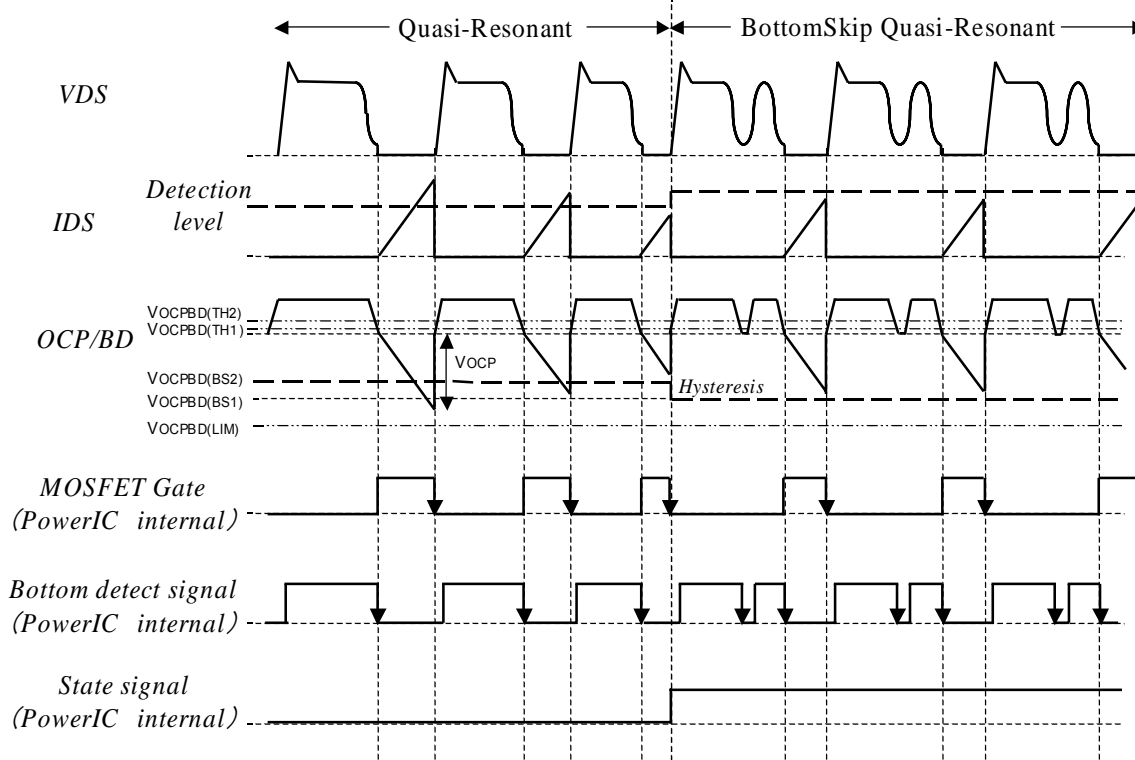 Quasi-Resonant
BottomSkip Quasi-Resonant
VDS
Detection
level
IDS
VOCPBD(TH2)
VOCPBD(TH1)
OCP/BD
VOCP
VOCPBD(BS2)
Hysteresis
VOCPBD(BS1)
VOCPBD(LIM)
MOSFET Gate
（PowerIC internal）
Bottom detect signal
（PowerIC internal）
State signal
（PowerIC internal）